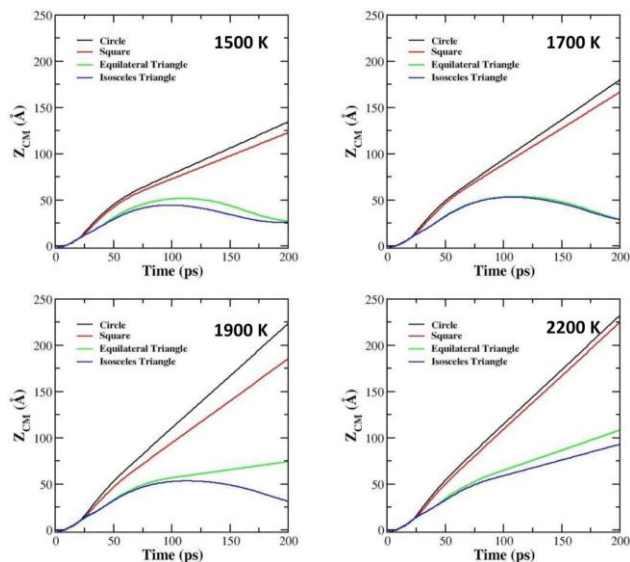 250
200
150
100
50
0
Z_CM (Å)
Circle
Square
Equilateral Triangle
Isosceles Triangle
1500 K
0 50 100 150 200
Time (ps)
250
200
150
100
50
0
Z_CM (Å)
Circle
Square
Equilateral Triangle
Isosceles Triangle
1700 K
0 50 100 150 200
Time (ps)
250
200
150
100
50
0
Z_CM (Å)
Circle
Square
Equilateral Triangle
Isosceles Triangle
1900 K
0 50 100 150 200
Time (ps)
250
200
150
100
50
0
Z_CM (Å)
Circle
Square
Equilateral Triangle
Isosceles Triangle
2200 K
0 50 100 150 200
Time (ps)